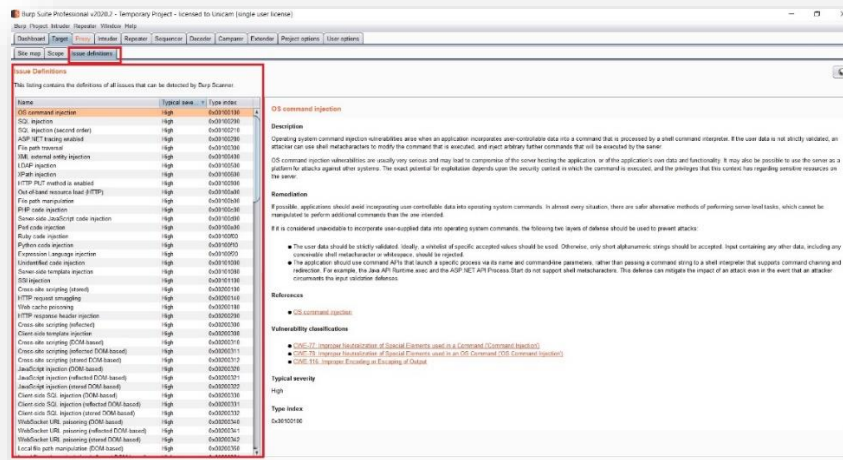 Burp Suite Professional v2020.2 - Temporary Project - licensed to Unicam [single user license]
Burp Project Intruder Repeater Window Help
Dashboard Target Proxy Intruder Repeater Sequencer Decoder Comparer Extender Project options User options
Site map Scope Issue definitions
Issue Definitions
This listing contains the definitions of all issues that can be detected by Burp Scanner.
Name Typical seve... Type index
OS command injection High 0x00100100
SQL injection High 0x00100200
SQL injection (second order) High 0x00100210
ASP.NET tracing enabled High 0x00100280
File path traversal High 0x00100300
XML external entity injection High 0x00100400
LDAP injection High 0x00100500
XPath injection High 0x00100600
HTTP PUT method is enabled High 0x00100900
Out-of-band resource load (HTTP) High 0x00100a00
File path manipulation High 0x00100b00
PHP code injection High 0x00100c00
Server-side JavaScript code injection High 0x00100d00
Perl code injection High 0x00100e00
Ruby code injection High 0x00100f00
Python code injection High 0x00100f10
Expression Language injection High 0x00100f20
Unidentified code injection High 0x00101000
Server-side template injection High 0x00101080
SSI injection High 0x00101100
Cross-site scripting (stored) High 0x00200100
HTTP request smuggling High 0x00200140
Web cache poisoning High 0x00200180
HTTP response header injection High 0x00200200
Cross-site scripting (reflected) High 0x00200300
Client-side template injection High 0x00200308
Cross-site scripting (DOM-based) High 0x00200310
Cross-site scripting (reflected DOM-based) High 0x00200311
Cross-site scripting (stored DOM-based) High 0x00200312
JavaScript injection (DOM-based) High 0x00200320
JavaScript injection (reflected DOM-based) High 0x00200321
JavaScript injection (stored DOM-based) High 0x00200322
Client-side SQL injection (DOM-based) High 0x00200330
Client-side SQL injection (reflected DOM-based) High 0x00200331
Client-side SQL injection (stored DOM-based) High 0x00200332
WebSocket URL poisoning (DOM-based) High 0x00200340
WebSocket URL poisoning (reflected DOM-based) High 0x00200341
WebSocket URL poisoning (stored DOM-based) High 0x00200342
Local file path manipulation (DOM-based) High 0x00200350
OS command injection
Description
Operating system command injection vulnerabilities arise when an application incorporates user-controllable data into a command that is processed by a shell command interpreter. If the user data is not strictly validated, an
attacker can use shell metacharacters to modify the command that is executed, and inject arbitrary further commands that will be executed by the server.
OS command injection vulnerabilities are usually very serious and may lead to compromise of the server hosting the application, or of the application's own data and functionality. It may also be possible to use the server as a
platform for attacks against other systems. The exact potential for exploitation depends upon the security context in which the command is executed, and the privileges that this context has regarding sensitive resources on
the server.
Remediation
If possible, applications should avoid incorporating user-controllable data into operating system commands. In almost every situation, there are safer alternative methods of performing server-level tasks, which cannot be
manipulated to perform additional commands than the one intended.
If it is considered unavoidable to incorporate user-supplied data into operating system commands, the following two layers of defense should be used to prevent attacks:
● The user data should be strictly validated. Ideally, a whitelist of specific accepted values should be used. Otherwise, only short alphanumeric strings should be accepted. Input containing any other data, including any
conceivable shell metacharacter or whitespace, should be rejected.
● The application should use command APIs that launch a specific process via its name and command-line parameters, rather than passing a command string to a shell interpreter that supports command chaining and
redirection. For example, the Java API Runtime.exec and the ASP.NET API Process.Start do not support shell metacharacters. This defense can mitigate the impact of an attack even in the event that an attacker
circumvents the input validation defenses.
References
● OS command injection
Vulnerability classifications
● CWE-77: Improper Neutralization of Special Elements used in a Command ('Command Injection')
● CWE-78: Improper Neutralization of Special Elements used in an OS Command ('OS Command Injection')
● CWE-116: Improper Encoding or Escaping of Output
Typical severity
High
Type Index
0x00100100